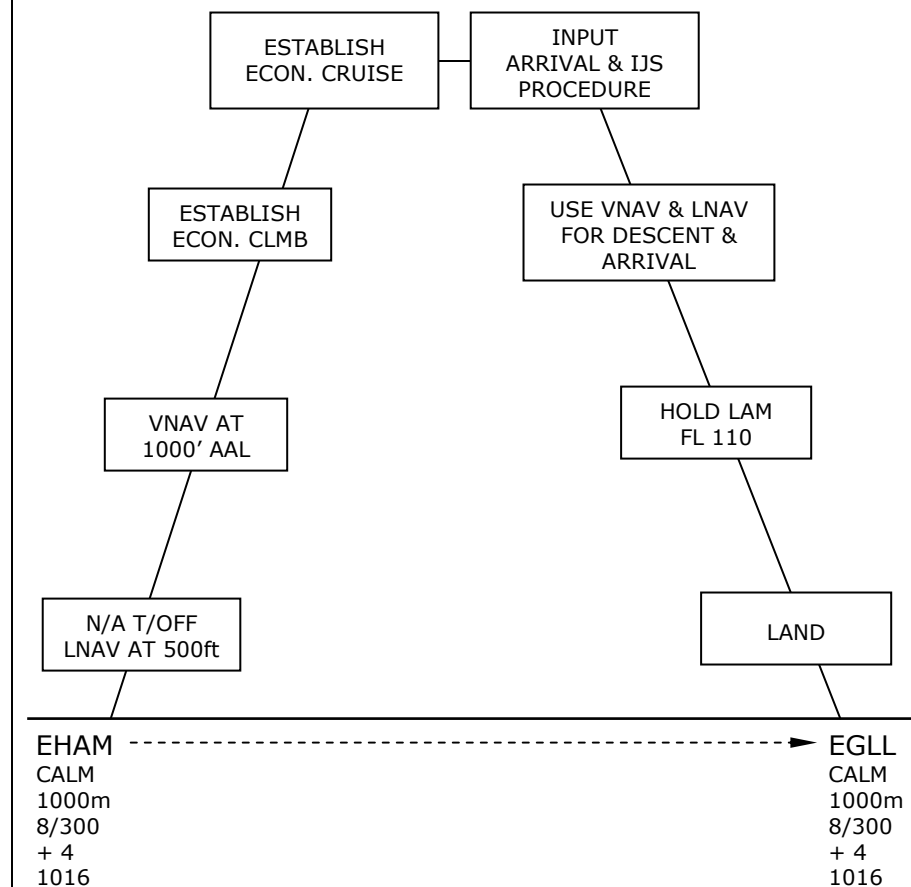 ESTABLISH
ECON. CRUISE
INPUT
ARRIVAL & IJS
PROCEDURE
ESTABLISH
ECON. CLMB
USE VNAV & LNAV
FOR DESCENT &
ARRIVAL
VNAV AT
1000’ AAL
HOLD LAM
FL 110
N/A T/OFF
LNAV AT 500ft
LAND
EHAM
CALM
1000m
8/300
+ 4
1016
EGLL
CALM
1000m
8/300
+ 4
1016